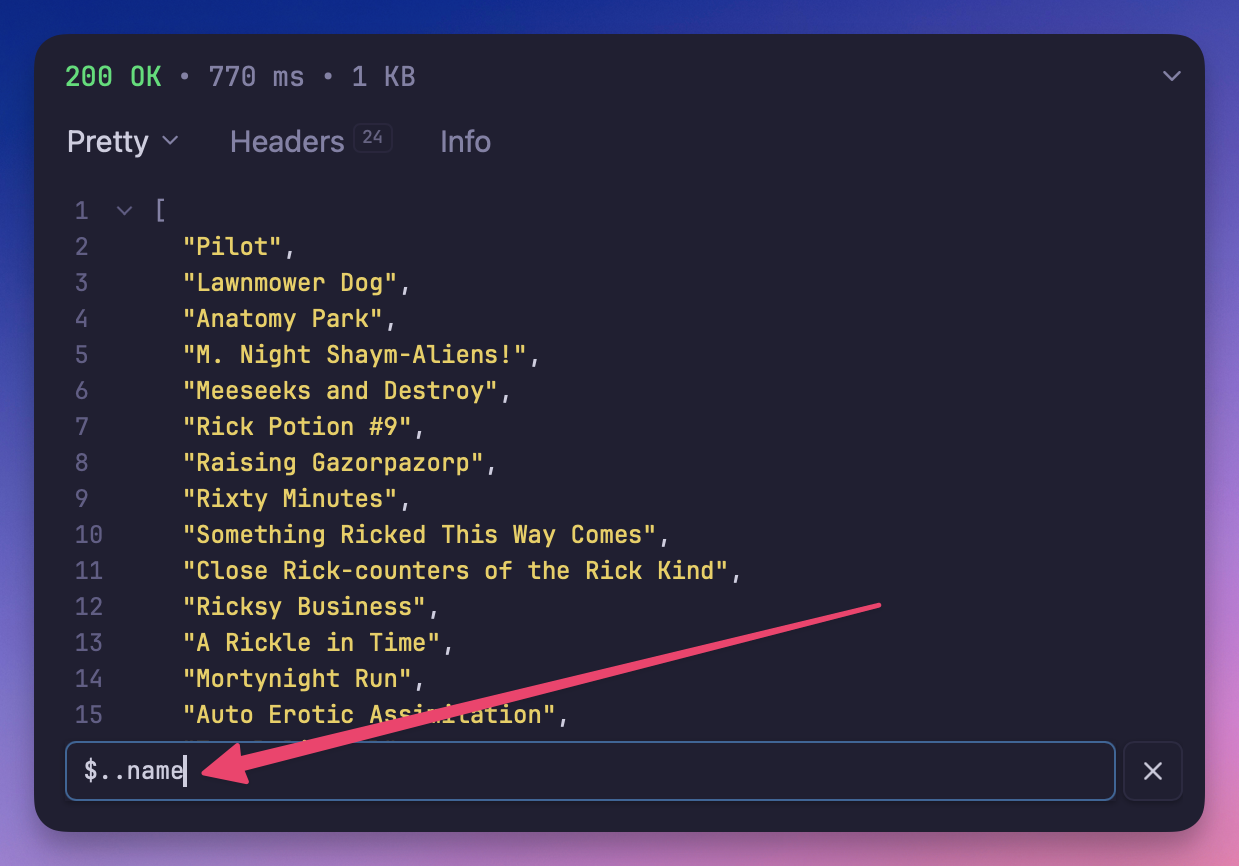 200 OK • 770 ms • 1 KB
Pretty Headers 24 Info
1 [
2 "Pilot",
3 "Lawnmower Dog",
4 "Anatomy Park",
5 "M. Night Shaym-Aliens!",
6 "Meeseeks and Destroy",
7 "Rick Potion #9",
8 "Raising Gazorpazorp",
9 "Rixty Minutes",
10 "Something Ricked This Way Comes",
11 "Close Rick-counters of the Rick Kind",
12 "Ricksy Business",
13 "A Rickle in Time",
14 "Mortynight Run",
15 "Auto Erotic Assimilation",
$..name